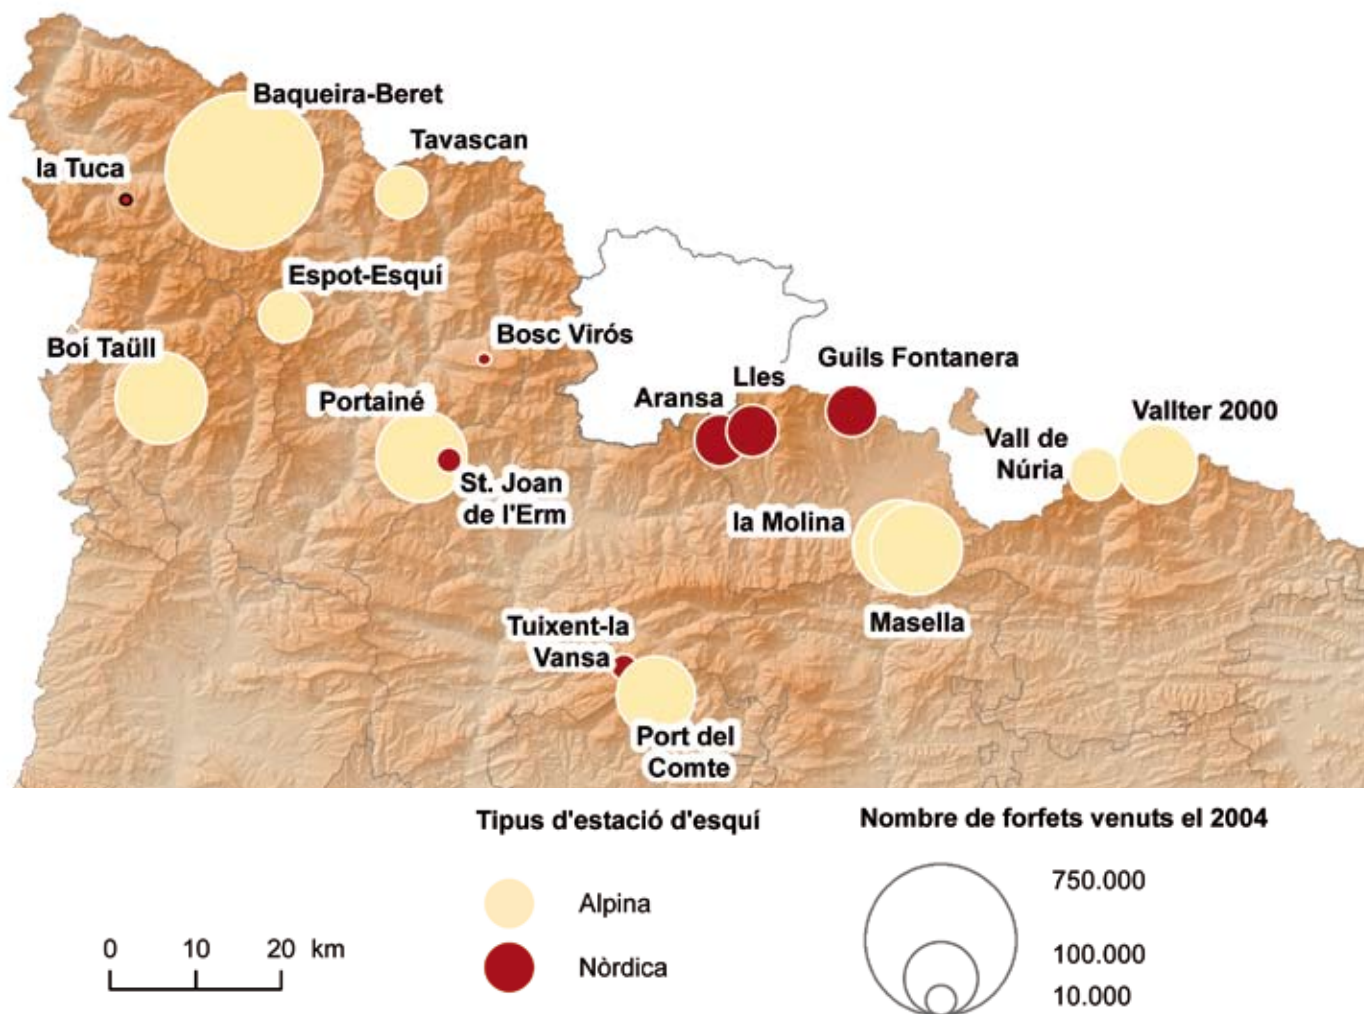 Baqueira-Beret
Tavascan
la Tuca
Espot-Esquí
Bosc Virós
Boí Taüll
Guils Fontanera
Lles
Aransa
Portainé
Vallter 2000
Vall de
Núria
St. Joan
de l'Erm
la Molina
Masella
Tuixent-la
Vansa
Port del
Comte
Tipus d'estació d'esquí
Alpina
Nòrdica
Nombre de forfets venuts el 2004
750.000
100.000
10.000
0 10 20 km